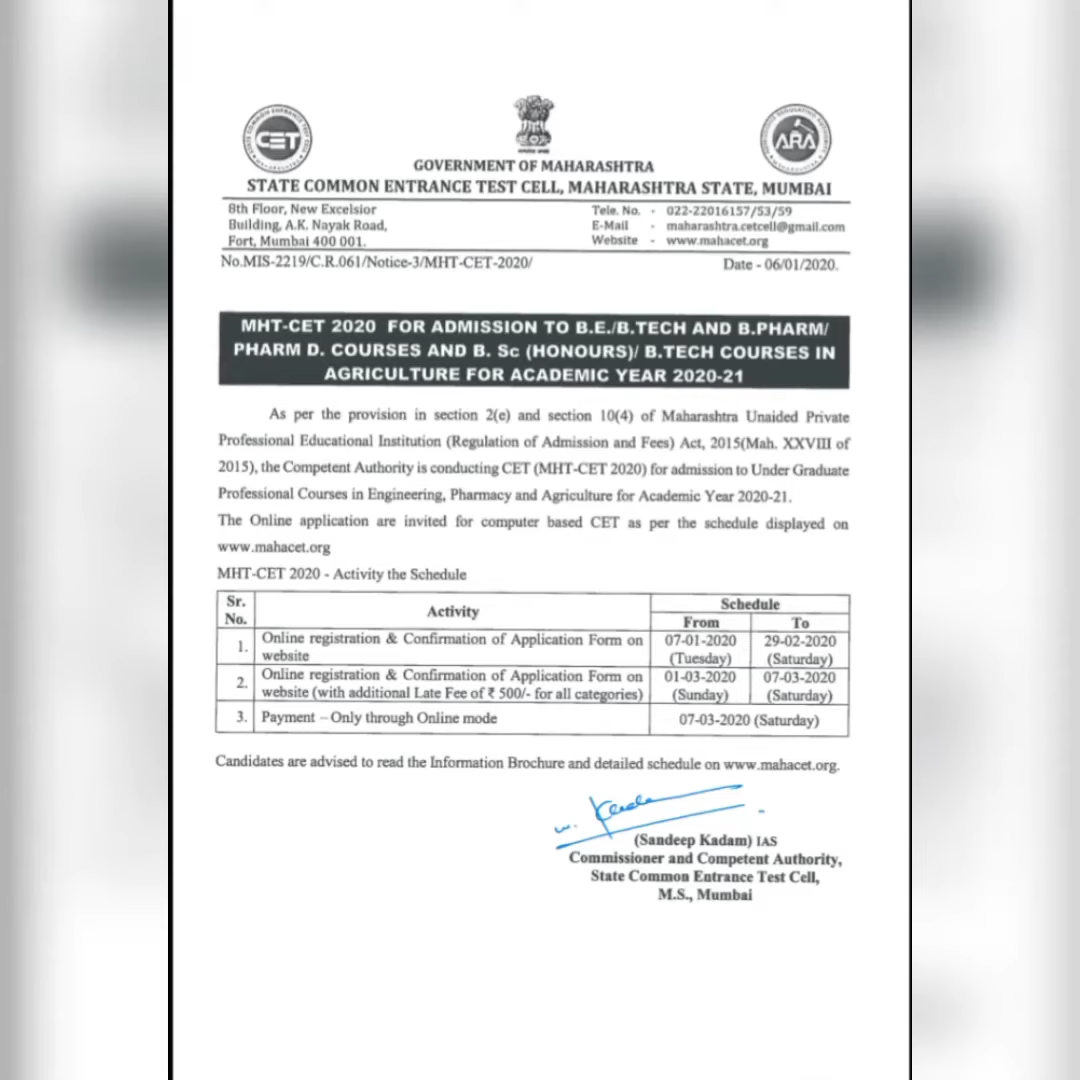 CET
ARA
GOVERNMENT OF MAHARASHTRA
STATE COMMON ENTRANCE TEST CELL, MAHARASHTRA STATE, MUMBAI
8th Floor, New Excelsior
Building, A.K. Nayak Road,
Fort, Mumbai 400 001.
Tele. No. - 022-22016157/53/59
E-Mail - maharashtra.cetcell@gmail.com
Website - www.mahacet.org
No.MIS-2219/C.R.061/Notice-3/MHT-CET-2020/ Date - 06/01/2020.
MHT-CET 2020 FOR ADMISSION TO B.E./B.TECH AND B.PHARM/
PHARM D. COURSES AND B. Sc (HONOURS)/ B.TECH COURSES IN
AGRICULTURE FOR ACADEMIC YEAR 2020-21
As per the provision in section 2(e) and section 10(4) of Maharashtra Unaided Private
Professional Educational Institution (Regulation of Admission and Fees) Act, 2015(Mah. XXVIII of
2015), the Competent Authority is conducting CET (MHT-CET 2020) for admission to Under Graduate
Professional Courses in Engineering, Pharmacy and Agriculture for Academic Year 2020-21.
The Online application are invited for computer based CET as per the schedule displayed on
www.mahacet.org
MHT-CET 2020 - Activity the Schedule
Sr. No. Activity Schedule
From To
1. Online registration & Confirmation of Application Form on website 07-01-2020 (Tuesday) 29-02-2020 (Saturday)
2. Online registration & Confirmation of Application Form on website (with additional Late Fee of ₹ 500/- for all categories) 01-03-2020 (Sunday) 07-03-2020 (Saturday)
3. Payment – Only through Online mode 07-03-2020 (Saturday)
Candidates are advised to read the Information Brochure and detailed schedule on www.mahacet.org.
(Sandeep Kadam) IAS
Commissioner and Competent Authority,
State Common Entrance Test Cell,
M.S., Mumbai